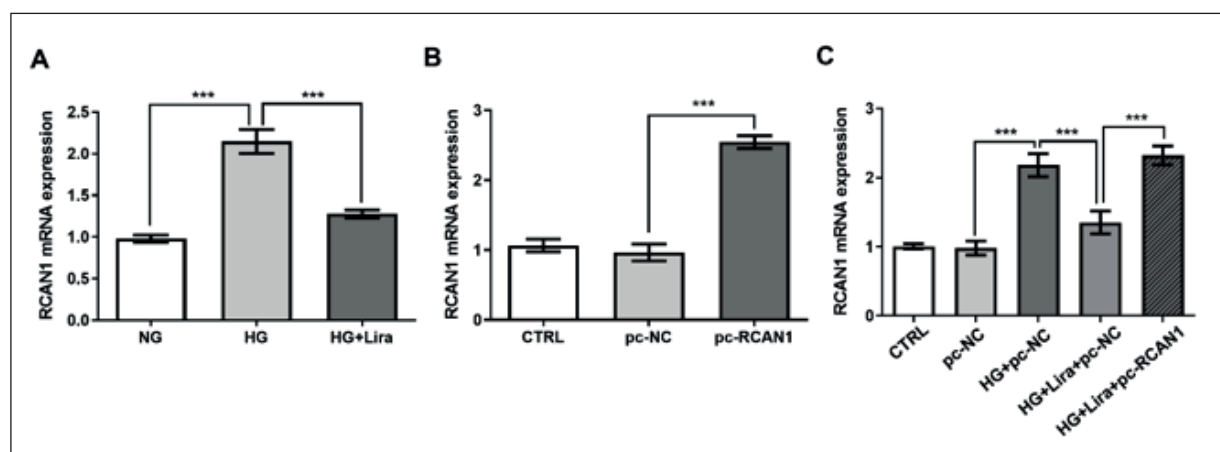 A
RCAN1 mRNA expression
2.5
2.0
1.5
1.0
0.5
0.0
*** ***
NG HG HG+Lira
B
RCAN1 mRNA expression
3
2
1
0
***
CTRL pc-NC pc-RCAN1
C
RCAN1 mRNA expression
3
2
1
0
*** *** ***
CTRL
pc-NC
HG+pc-NC
HG+Lira+pc-NC
HG+Lira+pc-RCAN1